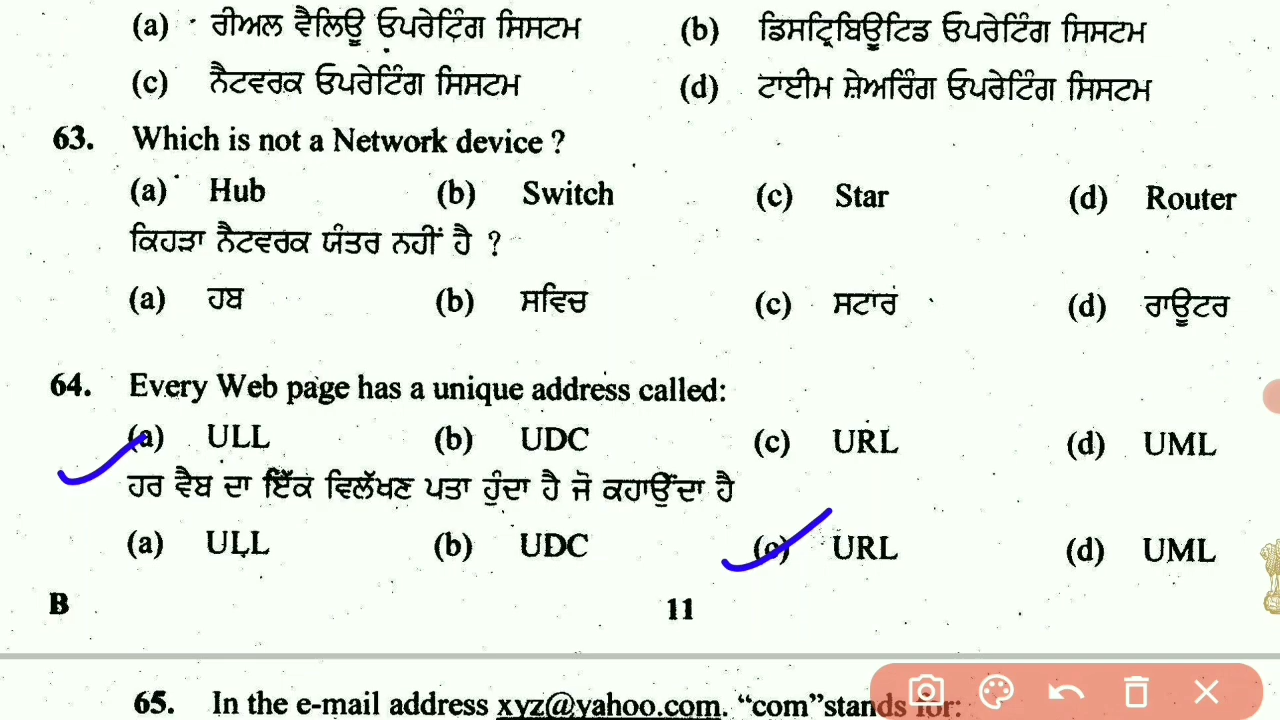 (a) ਰੀਅਲ ਵੈਲਿਊ ਓਪਰੇਟਿੰਗ ਸਿਸਟਮ (b) ਡਿਸਟ੍ਰਿਬਿਊਟਿਡ ਓਪਰੇਟਿੰਗ ਸਿਸਟਮ
(c) ਨੈਟਵਰਕ ਓਪਰੇਟਿੰਗ ਸਿਸਟਮ (d) ਟਾਈਮ ਸ਼ੇਅਰਿੰਗ ਓਪਰੇਟਿੰਗ ਸਿਸਟਮ
63. Which is not a Network device ?
(a) Hub (b) Switch (c) Star (d) Router
ਕਿਹੜਾ ਨੈਟਵਰਕ ਯੰਤਰ ਨਹੀਂ ਹੈ ?
(a) ਹਬ (b) ਸਵਿਚ (c) ਸਟਾਰ (d) ਰਾਊਟਰ
64. Every Web page has a unique address called:
(a) ULL (b) UDC (c) URL (d) UML
ਹਰ ਵੈਬ ਦਾ ਇੱਕ ਵਿਲੱਖਣ ਪਤਾ ਹੁੰਦਾ ਹੈ ਜੋ ਕਹਾਉਂਦਾ ਹੈ
(a) ULL (b) UDC (c) URL (d) UML
B 11
65. In the e-mail address xyz@yahoo.com. “com”stands for: